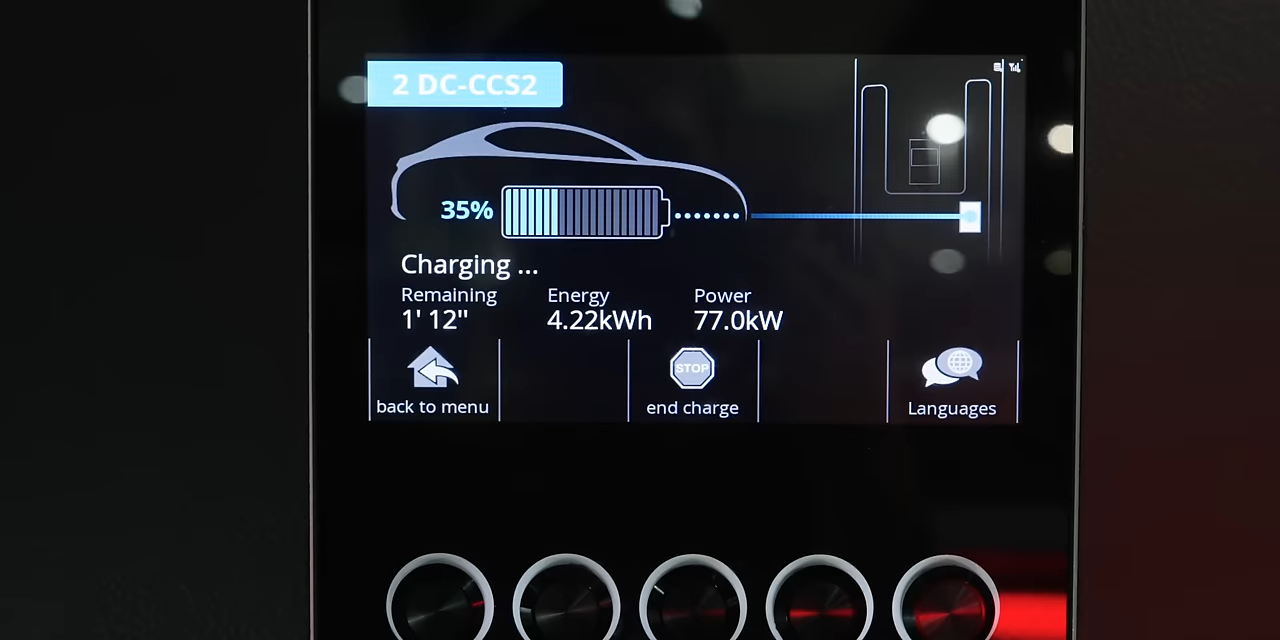 2 DC-CCS2
35%
Charging ...
Remaining Energy Power
1' 12" 4.22kWh 77.0kW
STOP
back to menu end charge Languages